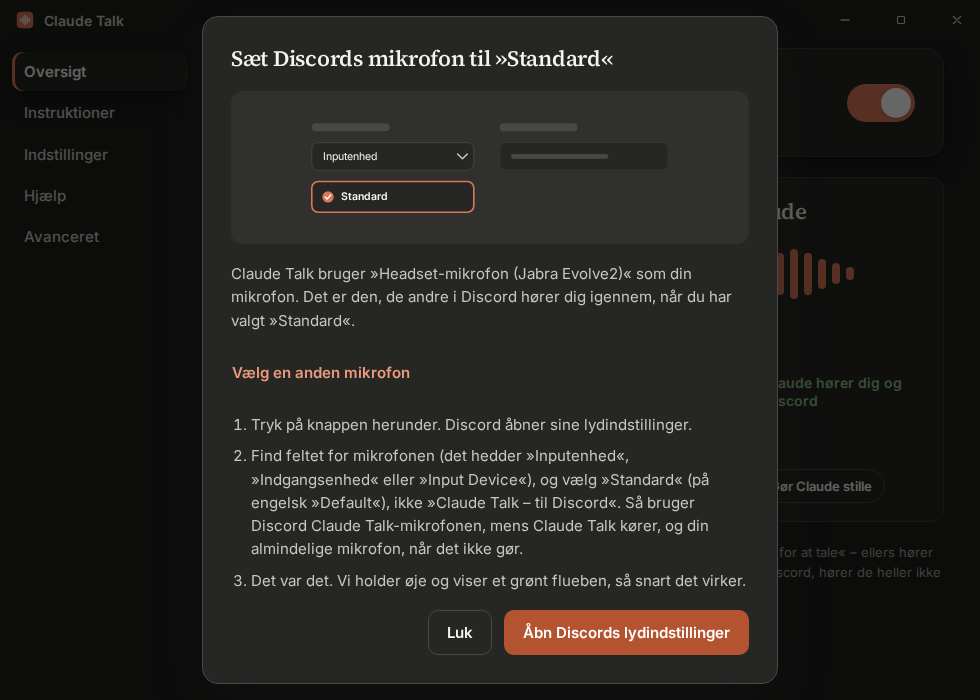 Claude Talk
Oversigt
Instruktioner
Indstillinger
Hjælp
Avanceret
Sæt Discords mikrofon til »Standard«
Inputenhed
Standard
Claude Talk bruger »Headset-mikrofon (Jabra Evolve2)« som din
mikrofon. Det er den, de andre i Discord hører dig igennem, når du har
valgt »Standard«.
Vælg en anden mikrofon
1. Tryk på knappen herunder. Discord åbner sine lydindstillinger.
2. Find feltet for mikrofonen (det hedder »Inputenhed«,
»Indgangsenhed« eller »Input Device«), og vælg »Standard« (på
engelsk »Default«), ikke »Claude Talk – til Discord«. Så bruger
Discord Claude Talk-mikrofonen, mens Claude Talk kører, og din
almindelige mikrofon, når det ikke gør.
3. Det var det. Vi holder øje og viser et grønt flueben, så snart det virker.
Luk
Åbn Discords lydindstillinger
hører dig og
Claude stille
for at tale« – ellers hører
hører de heller ikke